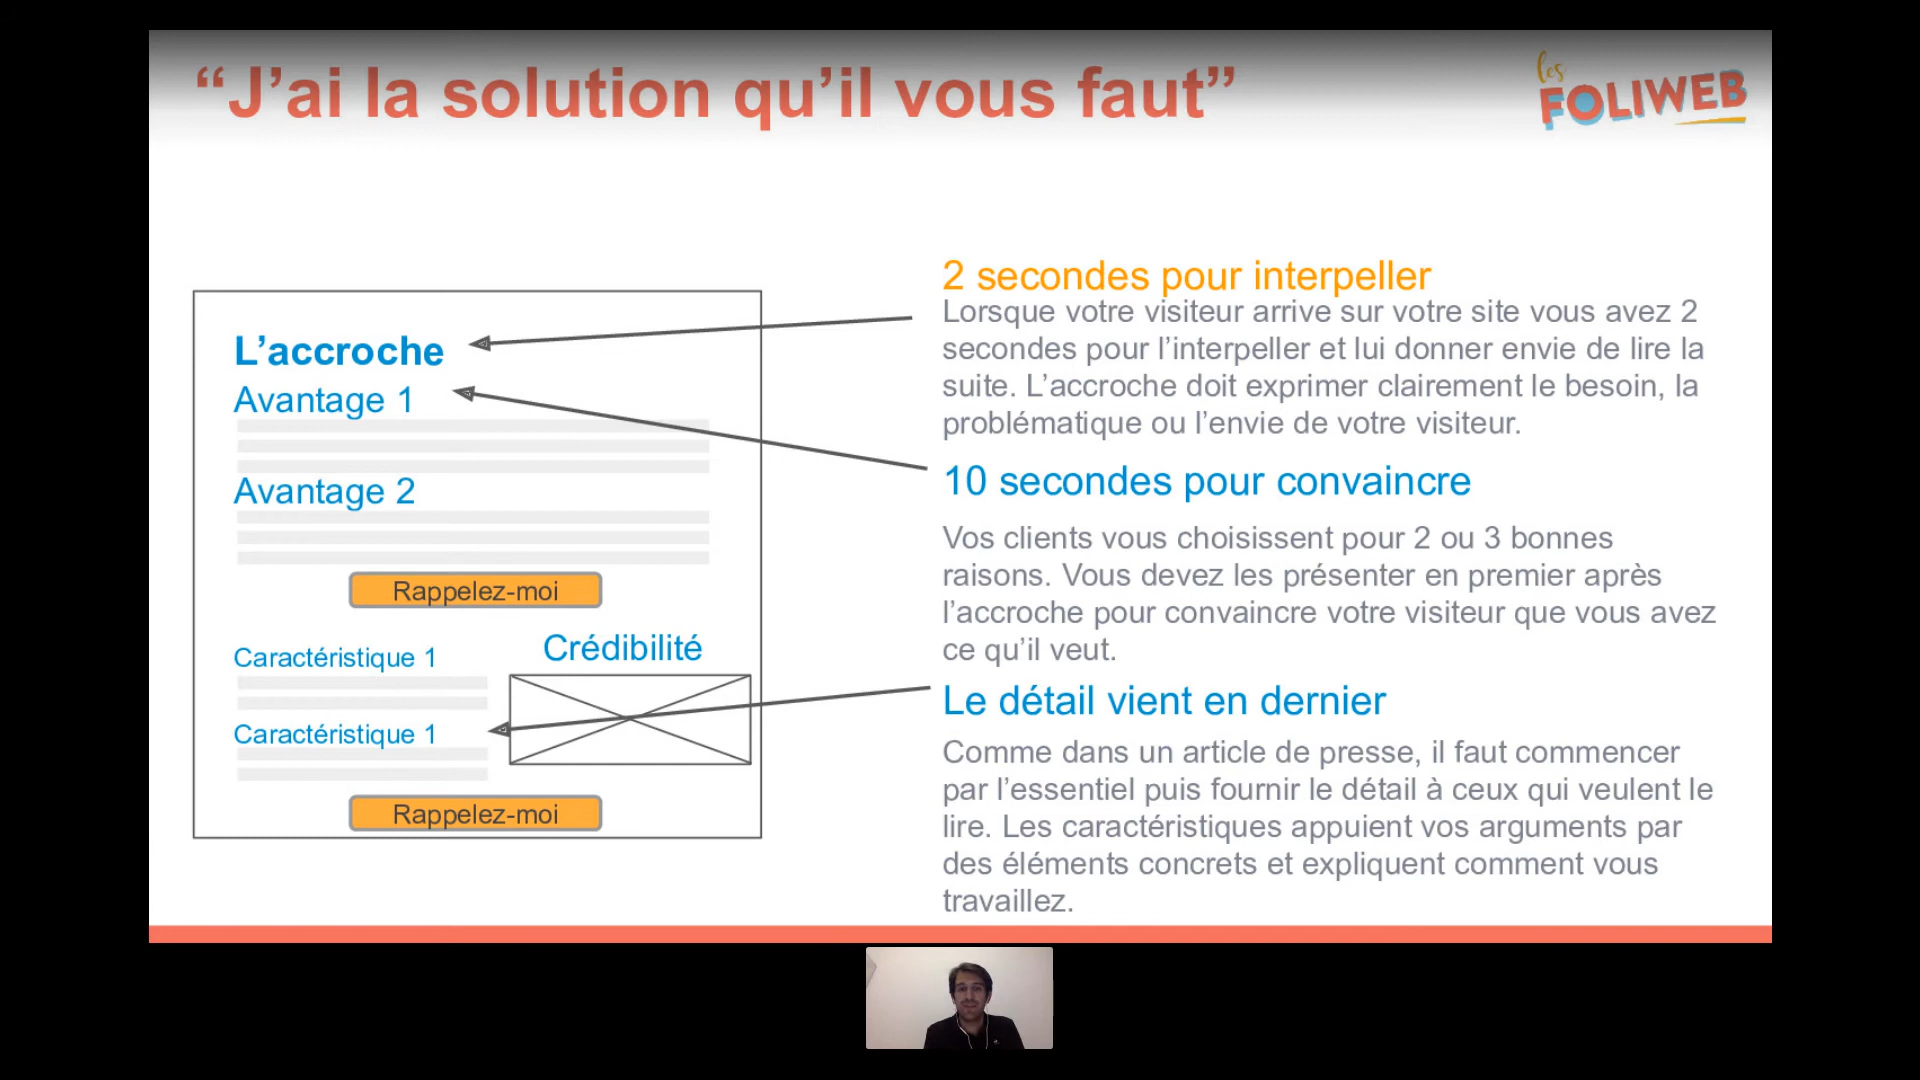 “J’ai la solution qu’il vous faut”
les
FOLIWEB
L’accroche
Avantage 1
Avantage 2
Rappelez-moi
Caractéristique 1
Crédibilité
Caractéristique 1
Rappelez-moi
2 secondes pour interpeller
Lorsque votre visiteur arrive sur votre site vous avez 2
secondes pour l’interpeller et lui donner envie de lire la
suite. L’accroche doit exprimer clairement le besoin, la
problématique ou l’envie de votre visiteur.
10 secondes pour convaincre
Vos clients vous choisissent pour 2 ou 3 bonnes
raisons. Vous devez les présenter en premier après
l’accroche pour convaincre votre visiteur que vous avez
ce qu’il veut.
Le détail vient en dernier
Comme dans un article de presse, il faut commencer
par l’essentiel puis fournir le détail à ceux qui veulent le
lire. Les caractéristiques appuient vos arguments par
des éléments concrets et expliquent comment vous
travaillez.